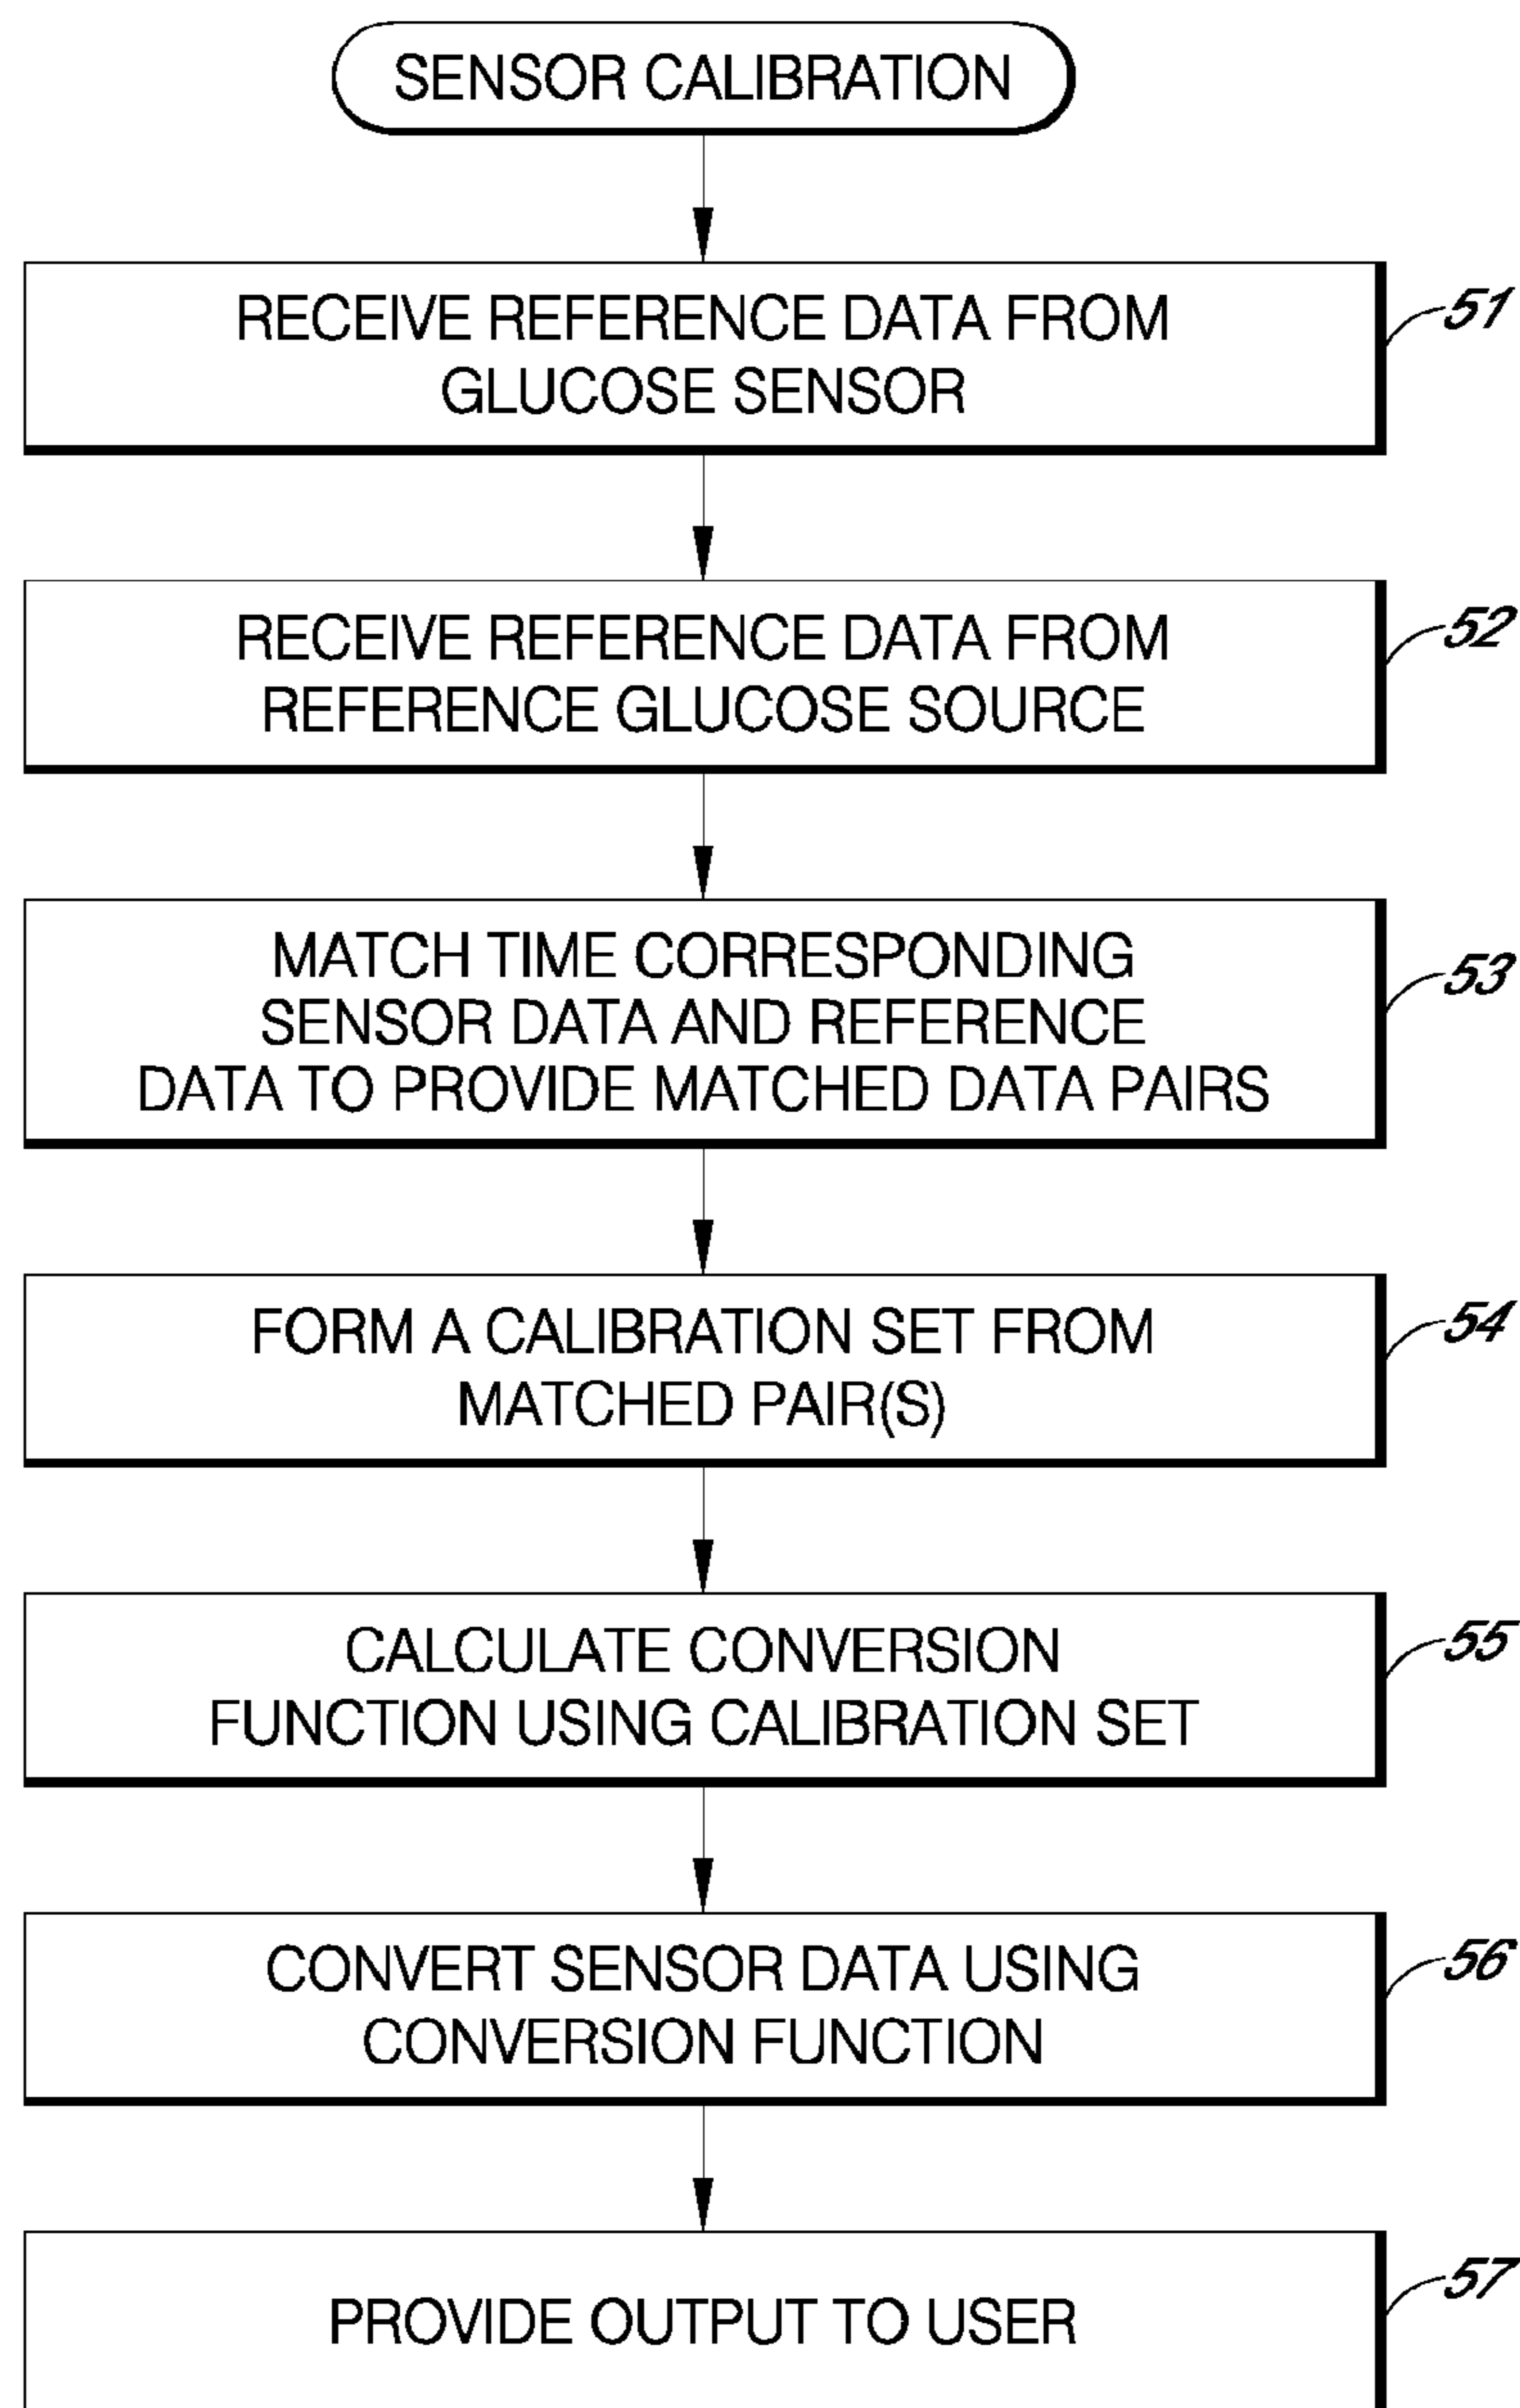 SENSOR CALIBRATION
RECEIVE REFERENCE DATA FROM
GLUCOSE SENSOR
51
RECEIVE REFERENCE DATA FROM
REFERENCE GLUCOSE SOURCE
52
MATCH TIME CORRESPONDING
SENSOR DATA AND REFERENCE
DATA TO PROVIDE MATCHED DATA PAIRS
53
FORM A CALIBRATION SET FROM
MATCHED PAIR(S)
54
CALCULATE CONVERSION
FUNCTION USING CALIBRATION SET
55
CONVERT SENSOR DATA USING
CONVERSION FUNCTION
56
PROVIDE OUTPUT TO USER
57